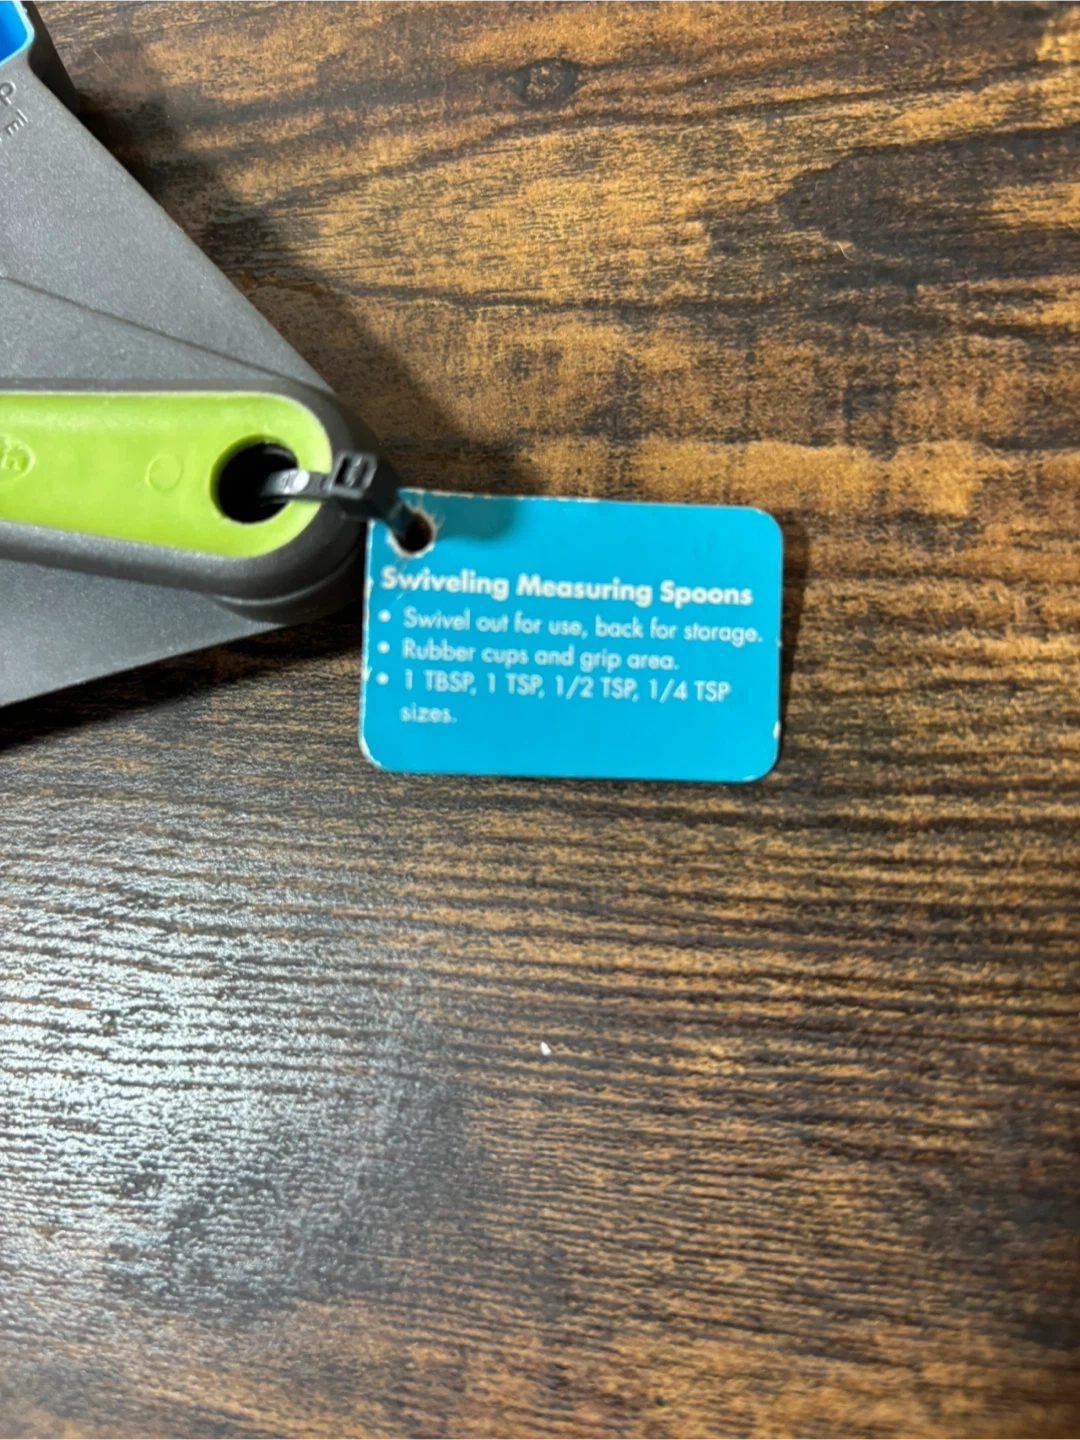 ml
Swiveling Measuring Spoons
• Swivel out for use, back for storage.
• Rubber cups and grip area.
• 1 TBSP, 1 TSP, 1/2 TSP, 1/4 TSP
sizes.